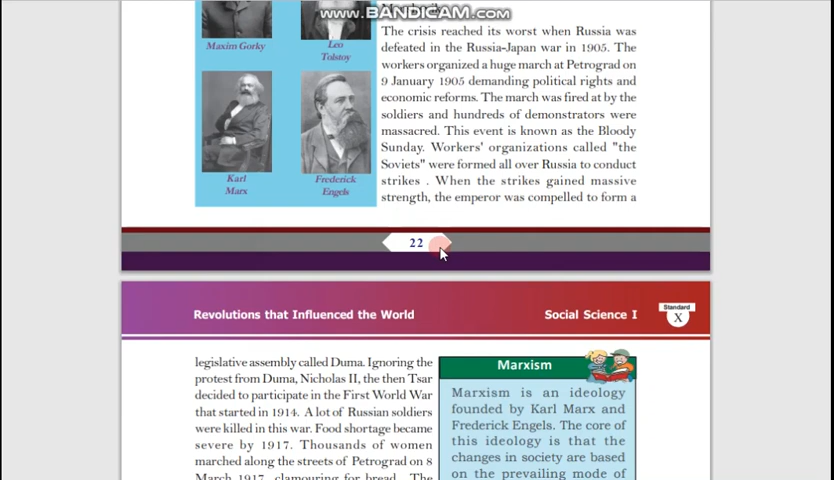 www.BANDICAM.com
Maxim Gorky
Leo
Tolstoy
Karl
Marx
Frederick
Engels
The crisis reached its worst when Russia was
defeated in the Russia-Japan war in 1905. The
workers organized a huge march at Petrograd on
9 January 1905 demanding political rights and
economic reforms. The march was fired at by the
soldiers and hundreds of demonstrators were
massacred. This event is known as the Bloody
Sunday. Workers' organizations called "the
Soviets" were formed all over Russia to conduct
strikes . When the strikes gained massive
strength, the emperor was compelled to form a
22
Revolutions that Influenced the World
Social Science I
Standard
X
legislative assembly called Duma. Ignoring the
protest from Duma, Nicholas II, the then Tsar
decided to participate in the First World War
that started in 1914. A lot of Russian soldiers
were killed in this war. Food shortage became
severe by 1917. Thousands of women
marched along the streets of Petrograd on 8
March 1917, clamouring for bread. The
Marxism
Marxism is an ideology
founded by Karl Marx and
Frederick Engels. The core of
this ideology is that the
changes in society are based
on the prevailing mode of